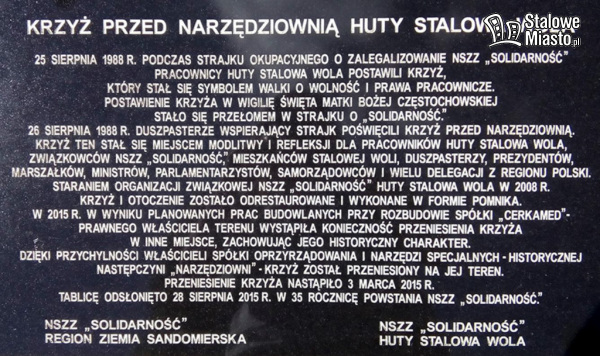 KRZYŻ PRZED NARZĘDZIOWNIĄ HUTY STALOWA WOLA
Stalowe
Miasto.pl
25 SIERPNIA 1988 R. PODCZAS STRAJKU OKUPACYJNEGO O ZALEGALIZOWANIE NSZZ „SOLIDARNOŚĆ”
PRACOWNICY HUTY STALOWA WOLA POSTAWILI KRZYŻ,
KTÓRY STAŁ SIĘ SYMBOLEM WALKI O WOLNOŚĆ I PRAWA PRACOWNICZE.
POSTAWIENIE KRZYŻA W WIGILIĘ ŚWIĘTA MATKI BOŻEJ CZĘSTOCHOWSKIEJ
STAŁO SIĘ PRZEŁOMEM W STRAJKU O „SOLIDARNOŚĆ.”
26 SIERPNIA 1988 R. DUSZPASTERZE WSPIERAJĄCY STRAJK POŚWIĘCILI KRZYŻ PRZED NARZĘDZIOWNIĄ.
KRZYŻ TEN STAŁ SIĘ MIEJSCEM MODLITWY I REFLEKSJI DLA PRACOWNIKÓW HUTY STALOWA WOLA,
ZWIĄZKOWCÓW NSZZ „SOLIDARNOŚĆ,” MIESZKAŃCÓW STALOWEJ WOLI, DUSZPASTERZY, PREZYDENTÓW,
MARSZAŁKÓW, MINISTRÓW, PARLAMENTARZYSTÓW, SAMORZĄDOWCÓW I WIELU DELEGACJI Z REGIONU POLSKI.
STARANIEM ORGANIZACJI ZWIĄZKOWEJ NSZZ „SOLIDARNOŚĆ” HUTY STALOWA WOLA W 2008 R.
KRZYŻ I OTOCZENIE ZOSTAŁO ODRESTAUROWANE I WYKONANE W FORMIE POMNIKA.
W 2015 R. W WYNIKU PLANOWANYCH PRAC BUDOWLANYCH PRZY ROZBUDOWIE SPÓŁKI „CERKAMED”-
PRAWNEGO WŁAŚCICIELA TERENU WYSTĄPIŁA KONIECZNOŚĆ PRZENIESIENIA KRZYŻA
W INNE MIEJSCE, ZACHOWUJĄC JEGO HISTORYCZNY CHARAKTER.
DZIĘKI PRZYCHYLNOŚCI WŁAŚCICIELI SPÓŁKI OPRZYRZĄDOWANIA I NARZĘDZI SPECJALNYCH - HISTORYCZNEJ
NASTĘPCZYNI „NARZĘDZIOWNI” - KRZYŻ ZOSTAŁ PRZENIESIONY NA JEJ TEREN.
PRZENIESIENIE KRZYŻA NASTĄPIŁO 3 MARCA 2015 R.
TABLICĘ ODSŁONIĘTO 28 SIERPNIA 2015 R. W 35 ROCZNICĘ POWSTANIA NSZZ „SOLIDARNOŚĆ.”
NSZZ „SOLIDARNOŚĆ”
REGION ZIEMIA SANDOMIERSKA
NSZZ „SOLIDARNOŚĆ”
HUTY STALOWA WOLA